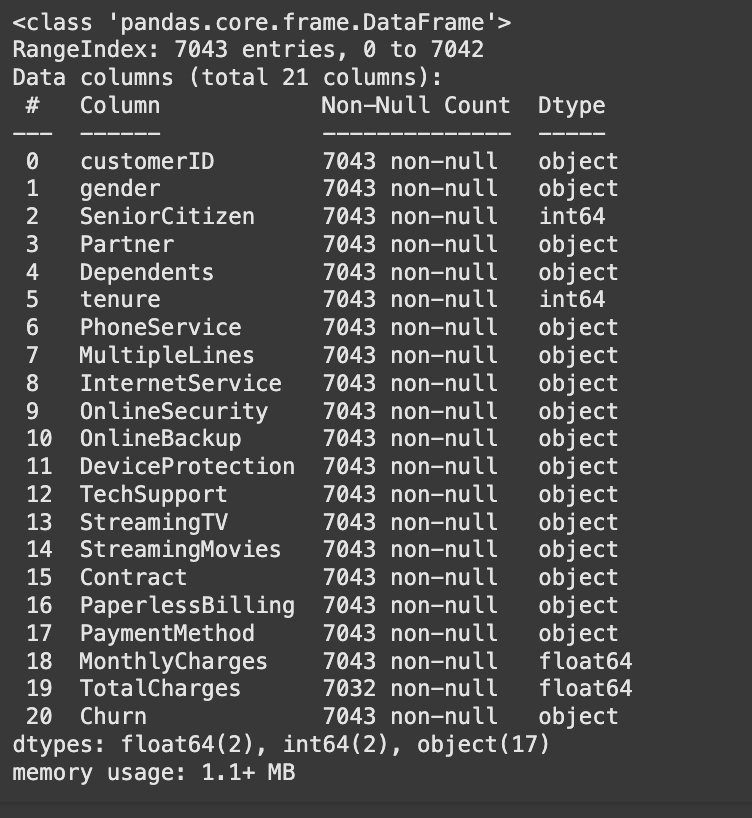 <class 'pandas.core.frame.DataFrame'>
RangeIndex: 7043 entries, 0 to 7042
Data columns (total 21 columns):
 #   Column            Non-Null Count  Dtype
---  ------            --------------  -----
 0   customerID        7043 non-null   object
 1   gender            7043 non-null   object
 2   SeniorCitizen     7043 non-null   int64
 3   Partner           7043 non-null   object
 4   Dependents        7043 non-null   object
 5   tenure            7043 non-null   int64
 6   PhoneService      7043 non-null   object
 7   MultipleLines     7043 non-null   object
 8   InternetService   7043 non-null   object
 9   OnlineSecurity    7043 non-null   object
 10  OnlineBackup      7043 non-null   object
 11  DeviceProtection  7043 non-null   object
 12  TechSupport       7043 non-null   object
 13  StreamingTV       7043 non-null   object
 14  StreamingMovies   7043 non-null   object
 15  Contract          7043 non-null   object
 16  PaperlessBilling  7043 non-null   object
 17  PaymentMethod     7043 non-null   object
 18  MonthlyCharges    7043 non-null   float64
 19  TotalCharges      7032 non-null   float64
 20  Churn             7043 non-null   object
dtypes: float64(2), int64(2), object(17)
memory usage: 1.1+ MB